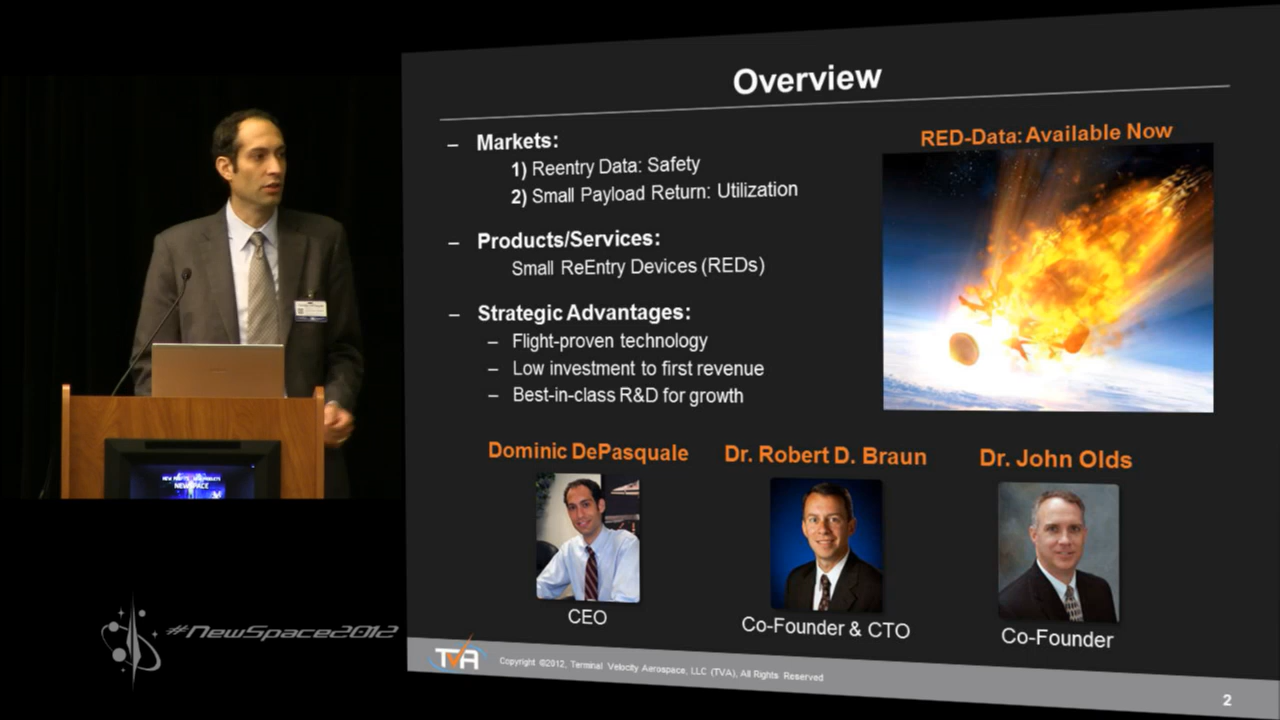 Overview
– Markets:
1) Reentry Data: Safety
2) Small Payload Return: Utilization
– Products/Services:
Small ReEntry Devices (REDs)
– Strategic Advantages:
– Flight-proven technology
– Low investment to first revenue
– Best-in-class R&D for growth
RED-Data: Available Now
Dominic DePasquale
CEO
Dr. Robert D. Braun
Co-Founder & CTO
Dr. John Olds
Co-Founder
TVA
Copyright ©2012, Terminal Velocity Aerospace, LLC (TVA), All Rights Reserved
2
#NewSpace2012
NEWSPACE